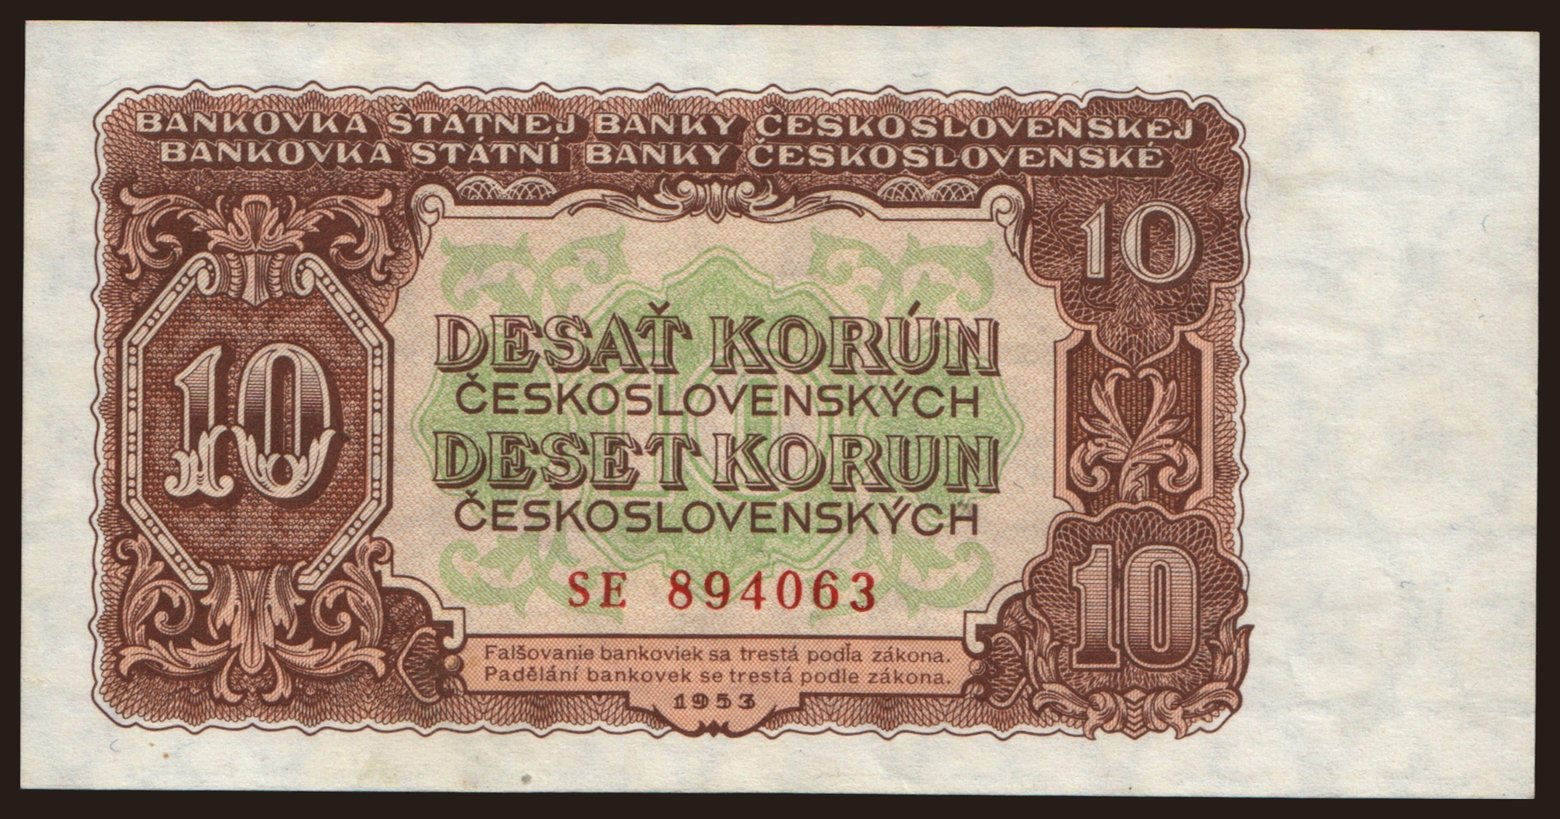 BANKOVKA ŠTÁTNEJ BANKY ČESKOSLOVENSKEJ
BANKOVKA STÁTNÍ BANKY ČESKOSLOVENSKÉ
10
10
DESAŤ KORÚN
ČESKOSLOVENSKÝCH
DESET KORUN
ČESKOSLOVENSKÝCH
10
SE 894063
Falšovanie bankoviek sa trestá podľa zákona.
Padělání bankovek se trestá podle zákona.
1953
10